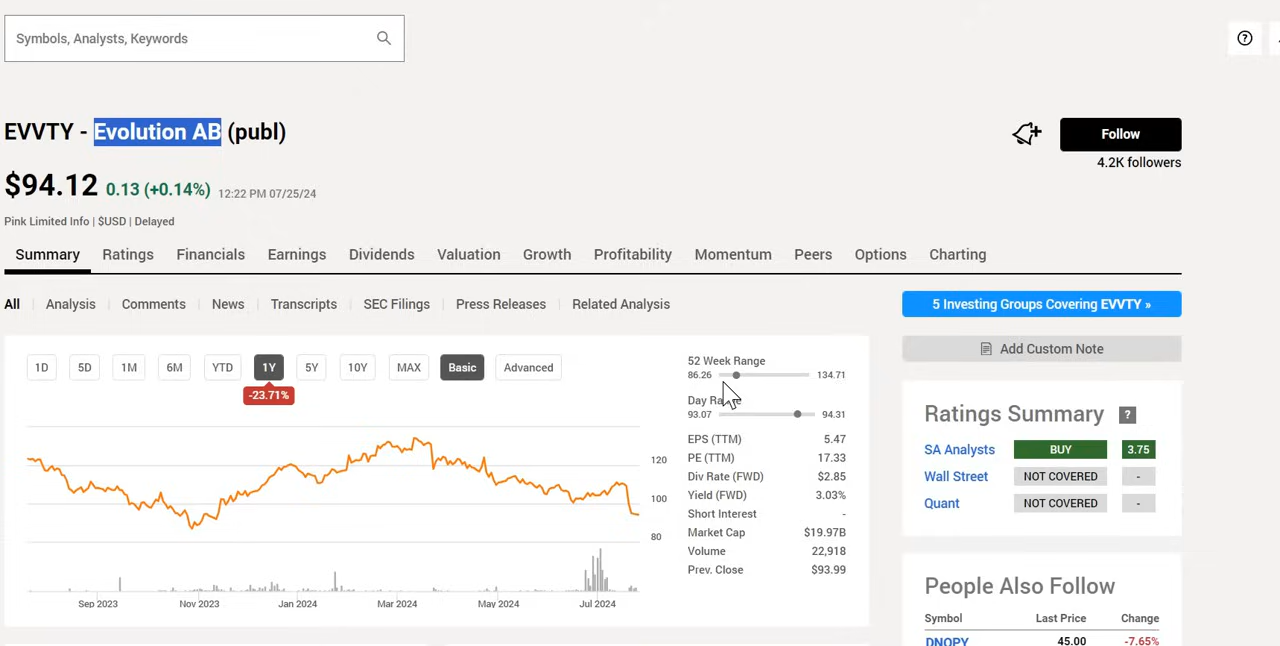 Symbols, Analysts, Keywords
EVVTY - Evolution AB (publ)
Follow
4.2K followers
$94.12 0.13 (+0.14%) 12:22 PM 07/25/24
Pink Limited Info | $USD | Delayed
Summary Ratings Financials Earnings Dividends Valuation Growth Profitability Momentum Peers Options Charting
All Analysis Comments News Transcripts SEC Filings Press Releases Related Analysis
5 Investing Groups Covering EVVTY »
Add Custom Note
1D 5D 1M 6M YTD 1Y 5Y 10Y MAX Basic Advanced
-23.71%
120
100
80
Sep 2023 Nov 2023 Jan 2024 Mar 2024 May 2024 Jul 2024
52 Week Range
86.26 134.71
Day
93.07 94.31
EPS (TTM) 5.47
PE (TTM) 17.33
Div Rate (FWD) $2.85
Yield (FWD) 3.03%
Short Interest -
Market Cap $19.97B
Volume 22,918
Prev. Close $93.99
Ratings Summary ?
SA Analysts BUY 3.75
Wall Street NOT COVERED -
Quant NOT COVERED -
People Also Follow
Symbol Last Price Change
DNOPY 45.00 -7.65%